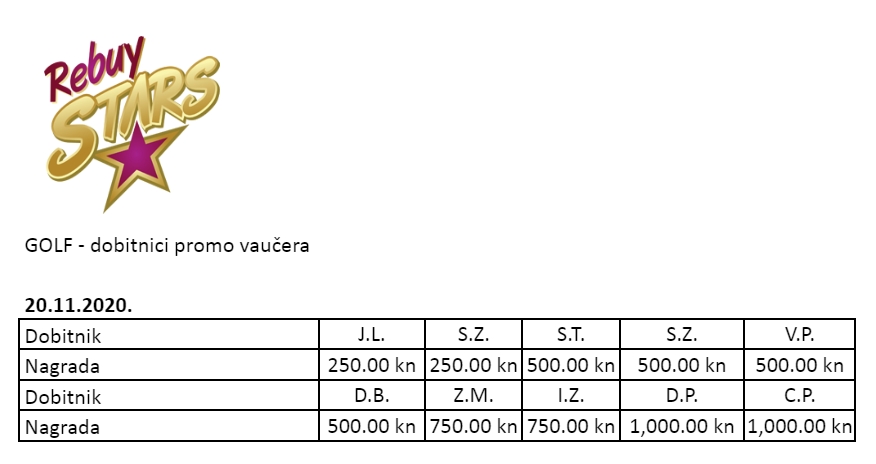 Rebuy
STARS
GOLF - dobitnici promo vaučera
20.11.2020.
Dobitnik J.L. S.Z. S.T. S.Z. V.P.
Nagrada 250.00 kn 250.00 kn 500.00 kn 500.00 kn 500.00 kn
Dobitnik D.B. Z.M. I.Z. D.P. C.P.
Nagrada 500.00 kn 750.00 kn 750.00 kn 1,000.00 kn 1,000.00 kn